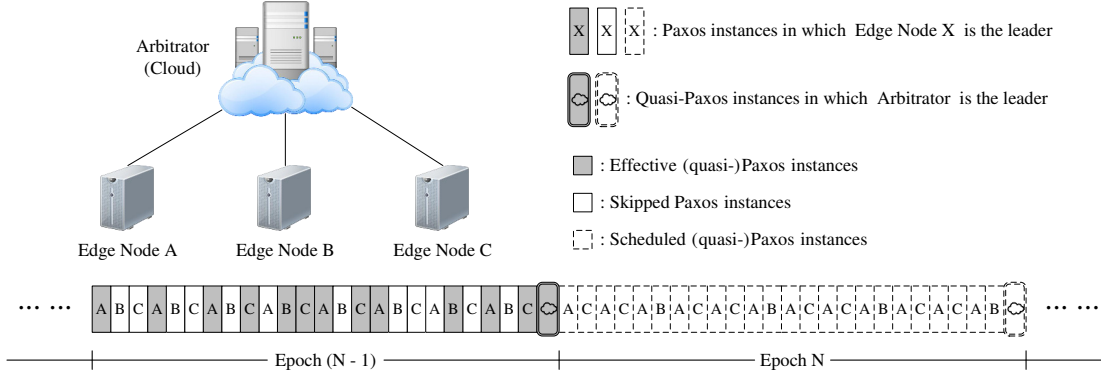 Arbitrator
(Cloud)
Edge Node A Edge Node B Edge Node C
X X X : Paxos instances in which Edge Node X is the leader
: Quasi-Paxos instances in which Arbitrator is the leader
: Effective (quasi-)Paxos instances
: Skipped Paxos instances
: Scheduled (quasi-)Paxos instances
... ... A B C A B C A B C A B C A B C A B C A B C A B C A C A C A B A C A C A B A C A C A B A C A C A B ... ...
Epoch (N - 1) Epoch N